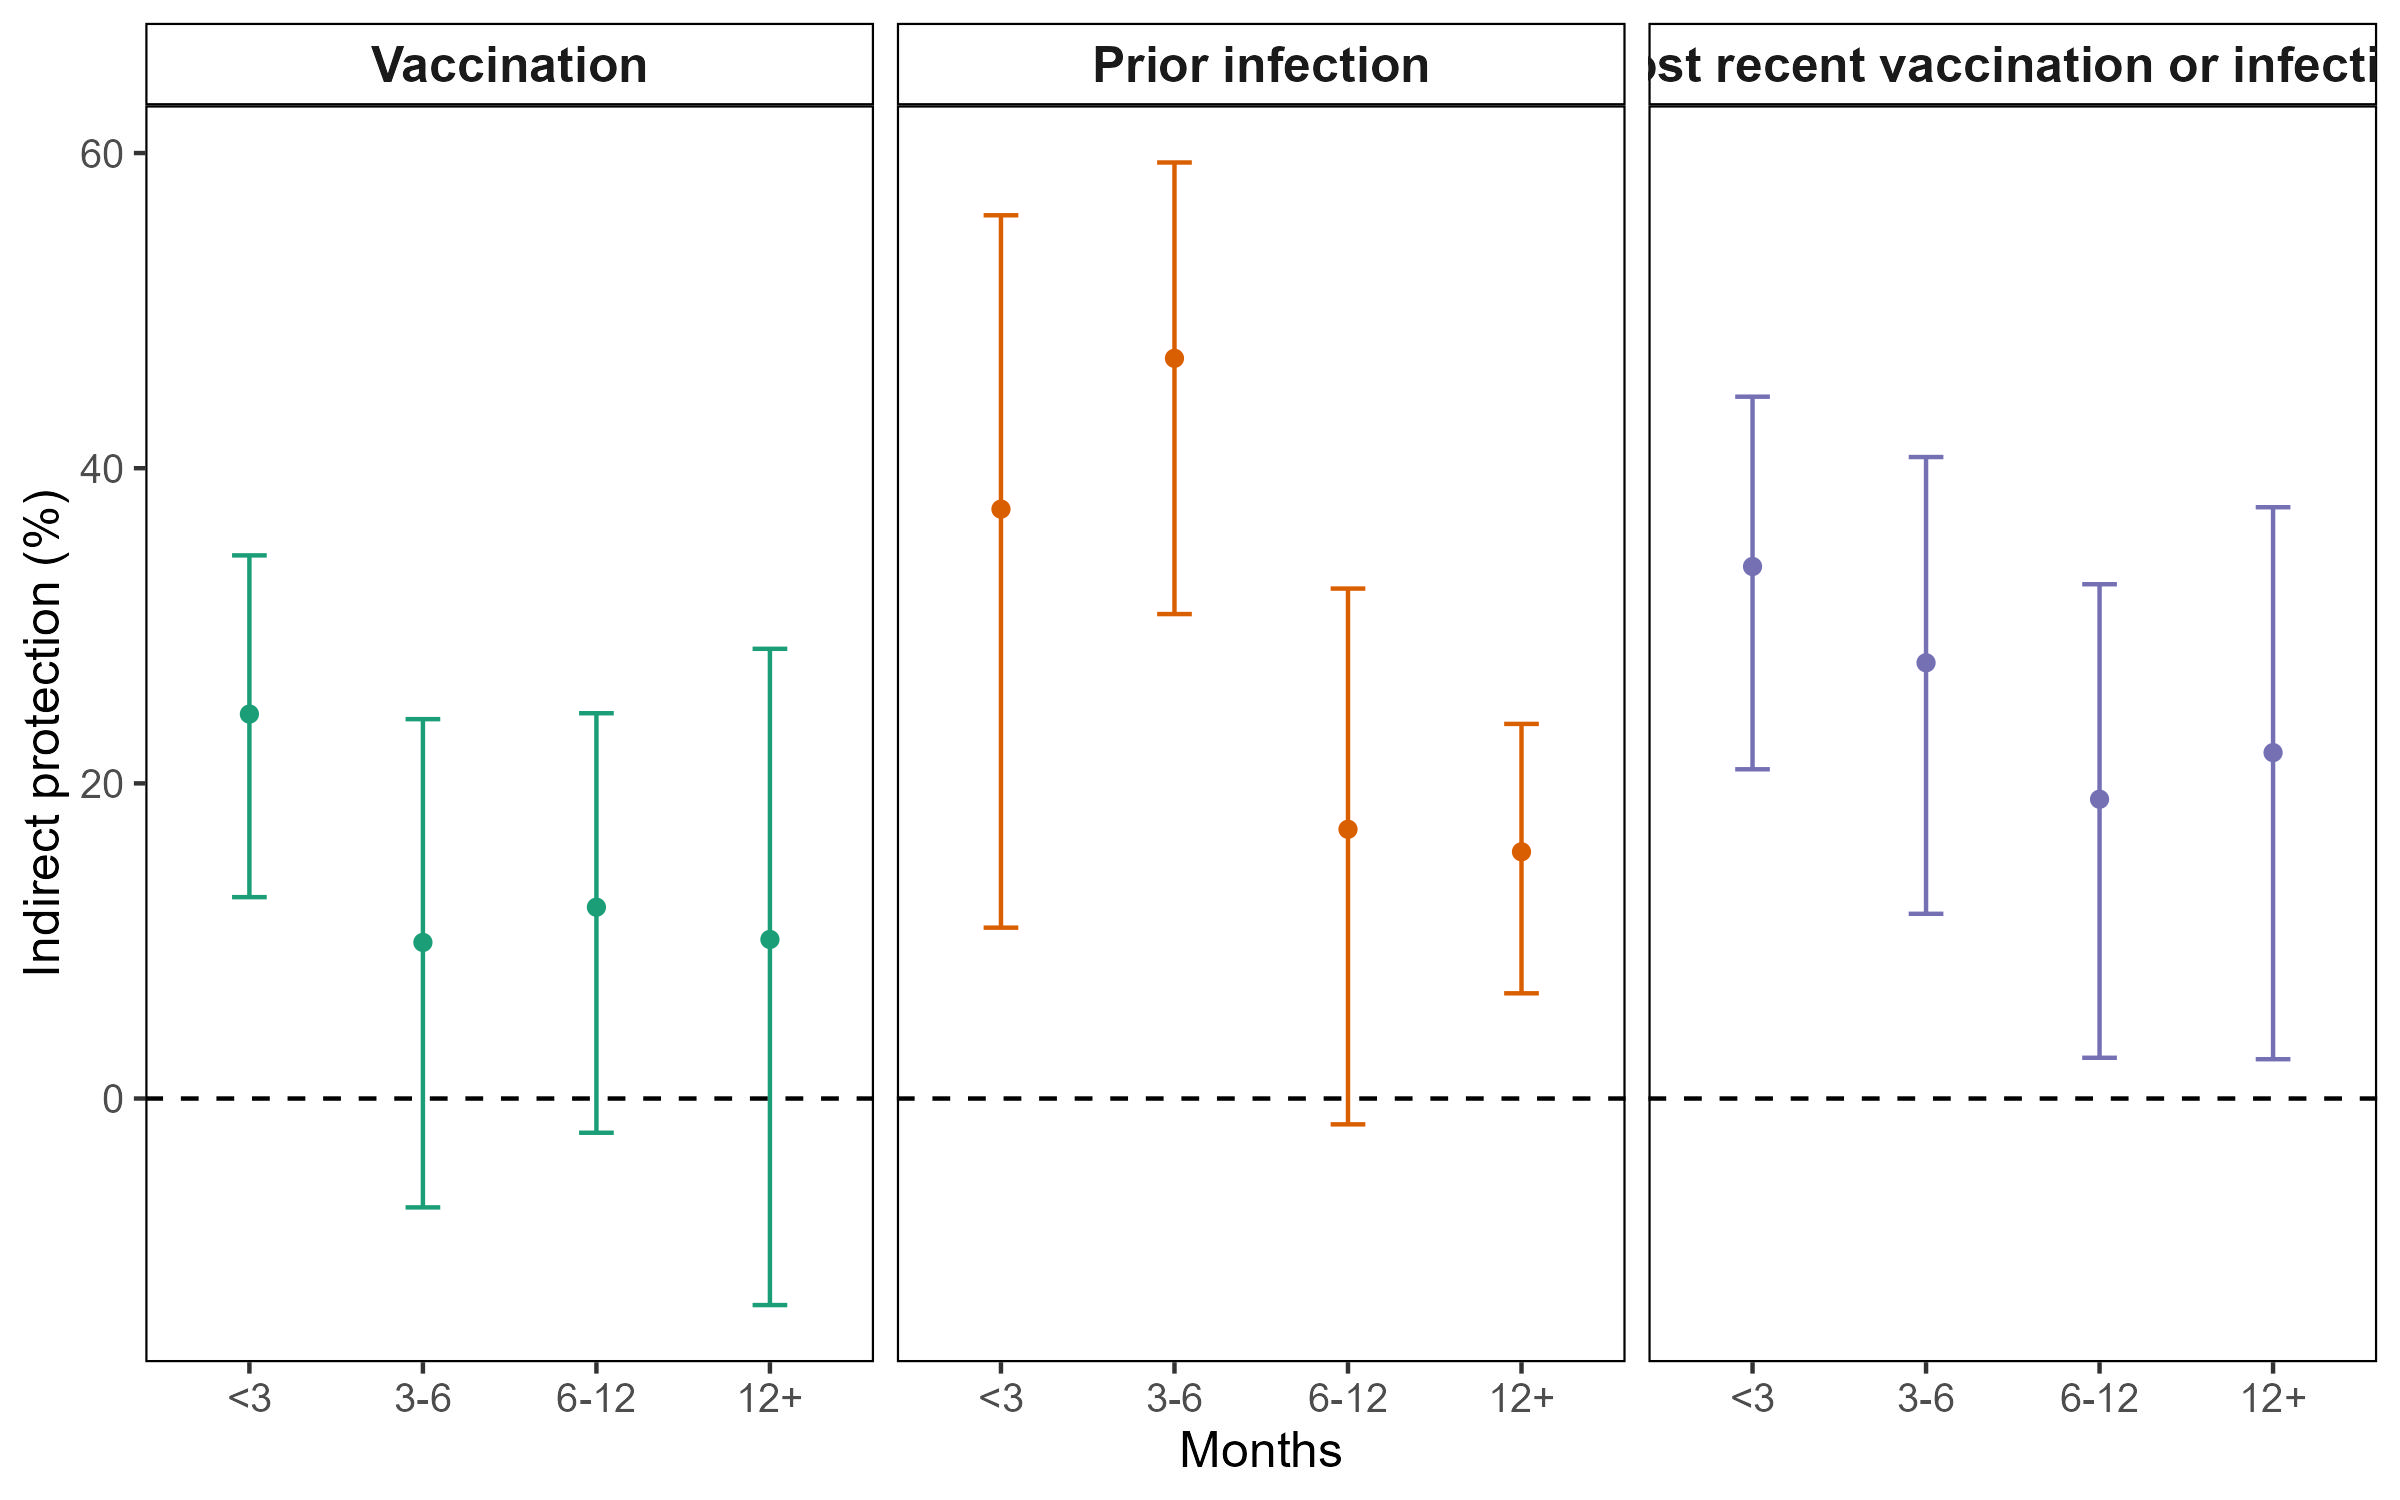 Vaccination
Prior infection
ost recent vaccination or infecti
Indirect protection (%)
60
40
20
0
<3 3-6 6-12 12+
<3 3-6 6-12 12+
<3 3-6 6-12 12+
Months